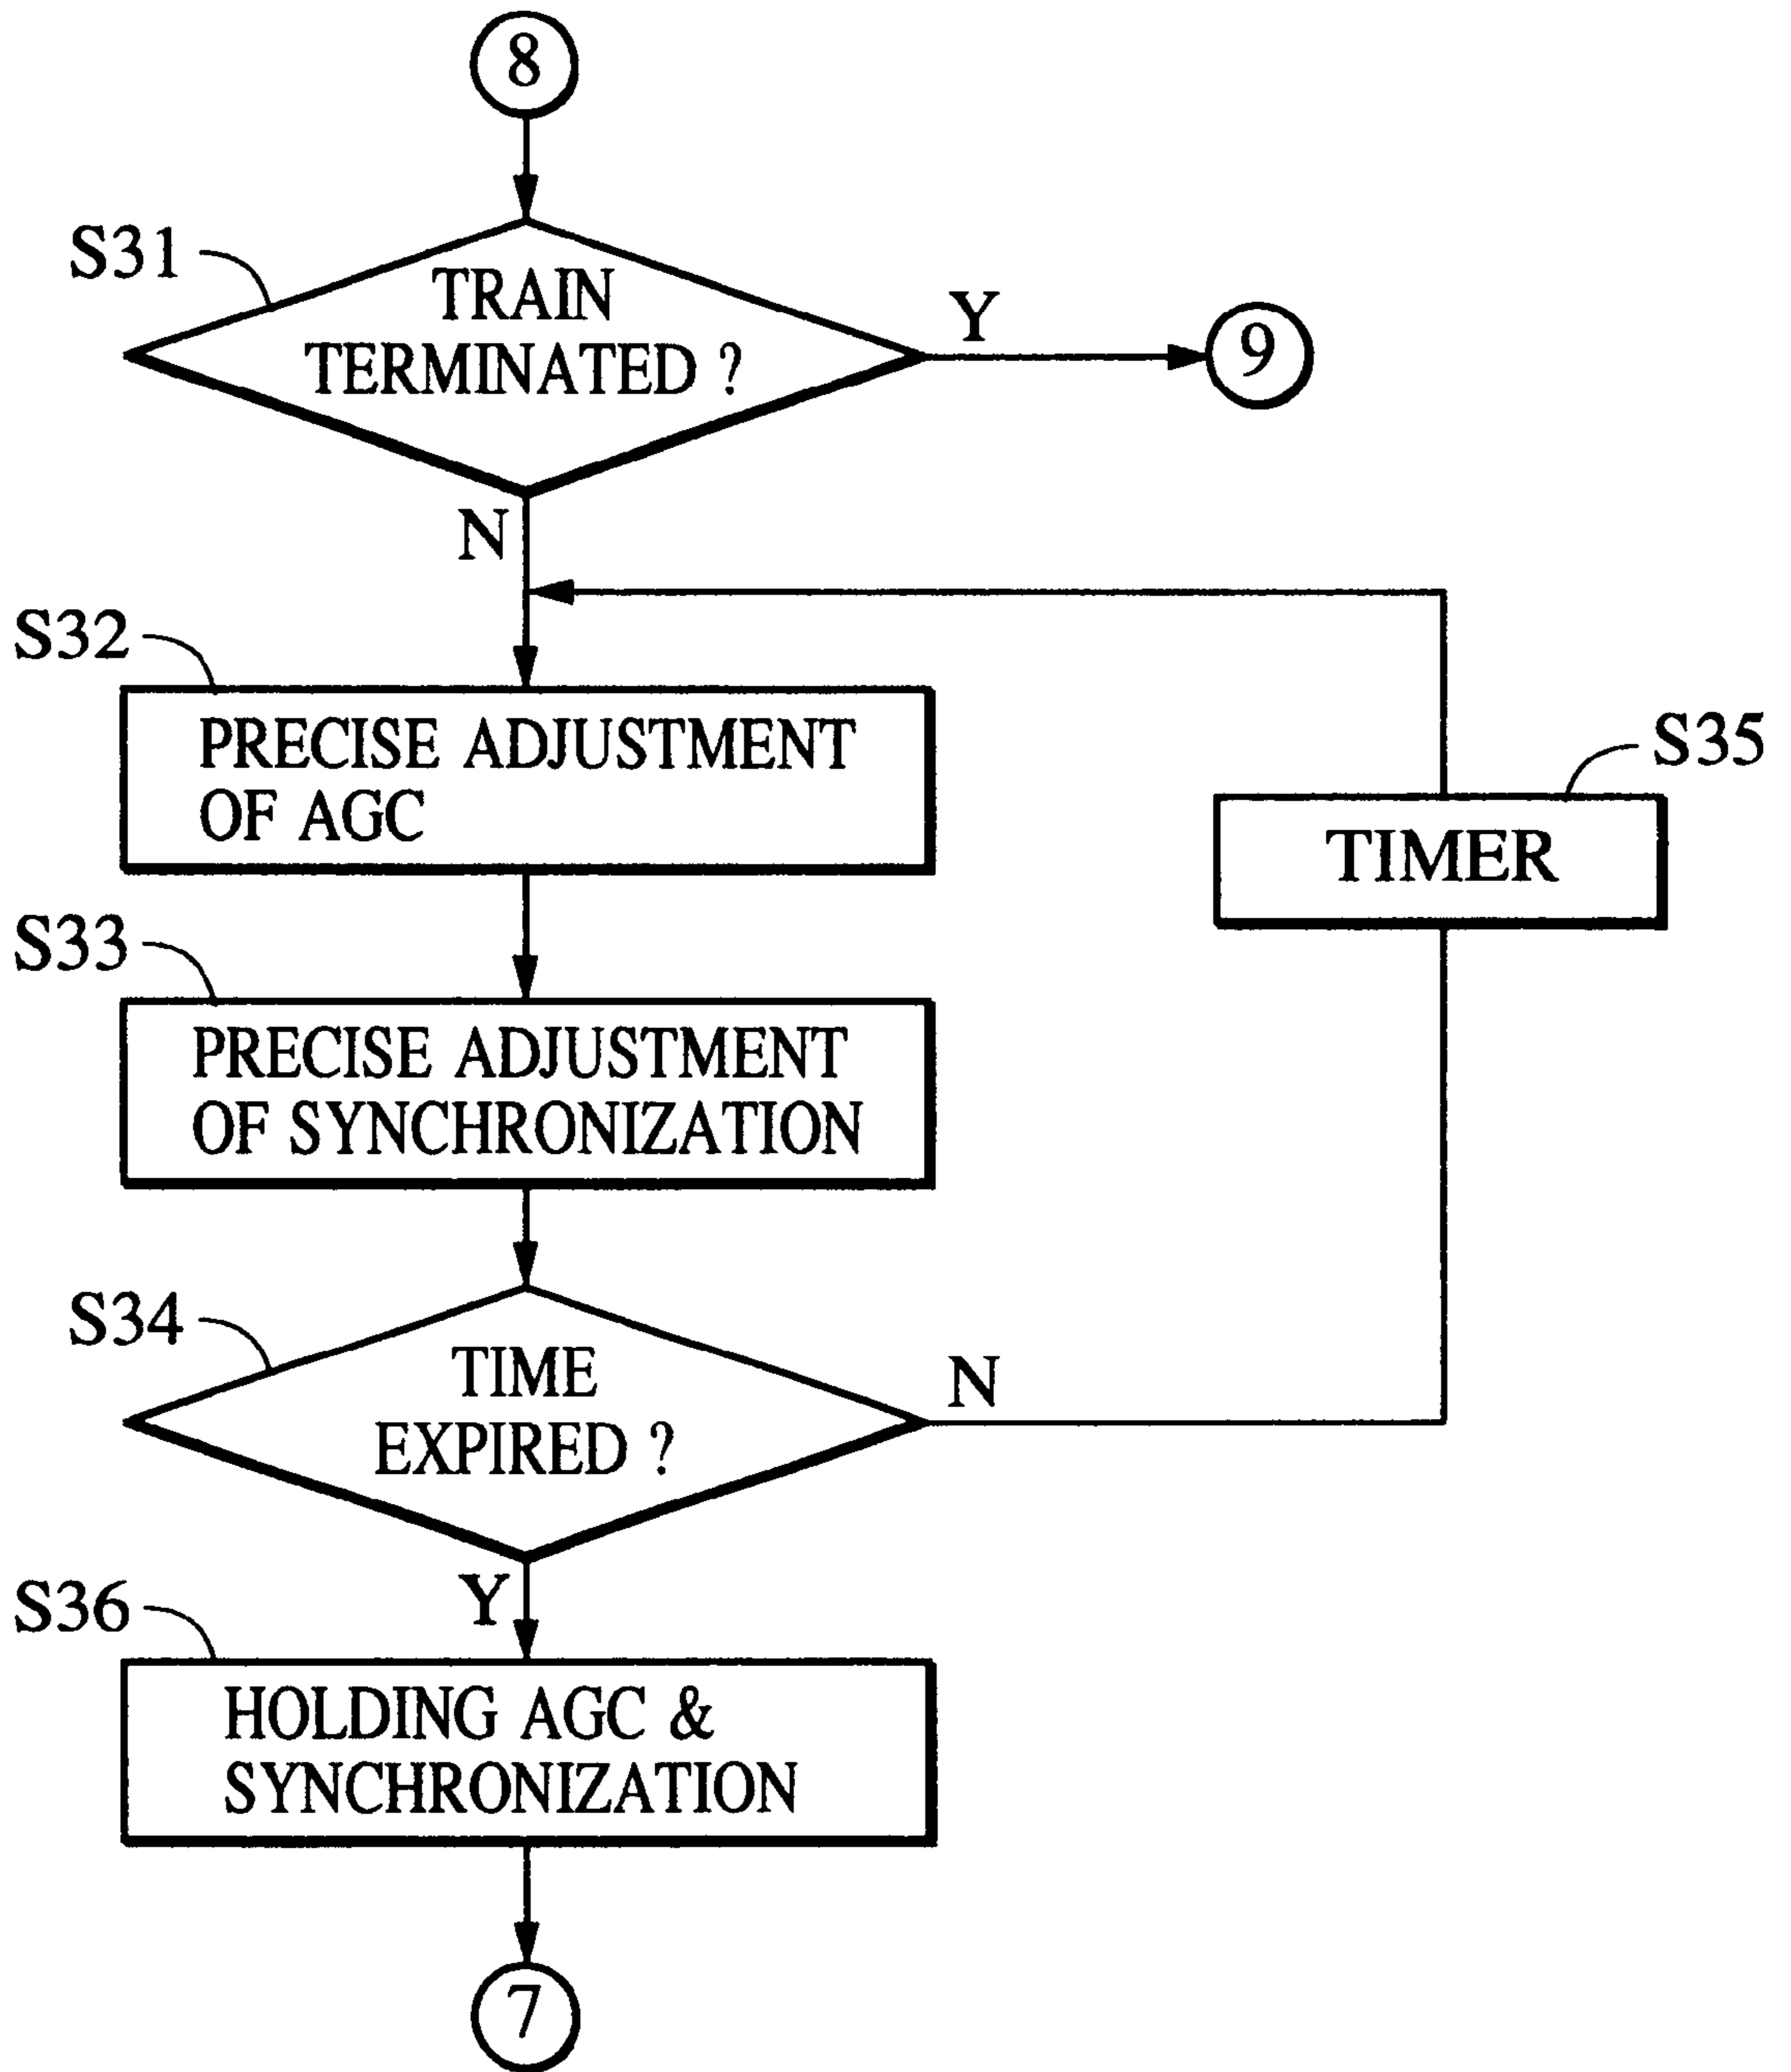 8
S31
TRAIN
TERMINATED ?
Y
9
N
S32
PRECISE ADJUSTMENT
OF AGC
S35
TIMER
S33
PRECISE ADJUSTMENT
OF SYNCHRONIZATION
S34
TIME
EXPIRED ?
N
Y
S36
HOLDING AGC &
SYNCHRONIZATION
7